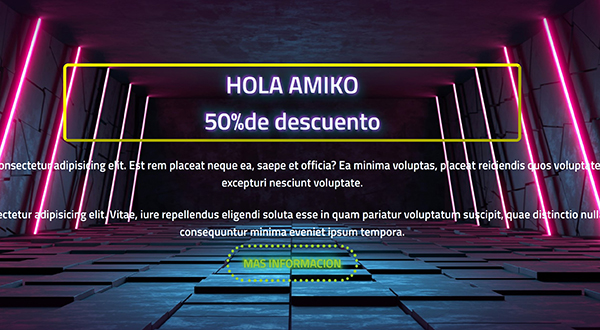 HOLA AMIKO
50%de descuento
onsectetur adipisicing elit. Est rem placeat neque ea, saepe et officia? Ea minima voluptas, placeat reiciendis quos voluptate
excepturi nesciunt voluptate.
ectetur adipisicing elit. Vitae, iure repellendus eligendi soluta esse in quam pariatur voluptatum suscipit, quae distinctio null
consequuntur minima eveniet ipsum tempora.
MAS INFORMACION